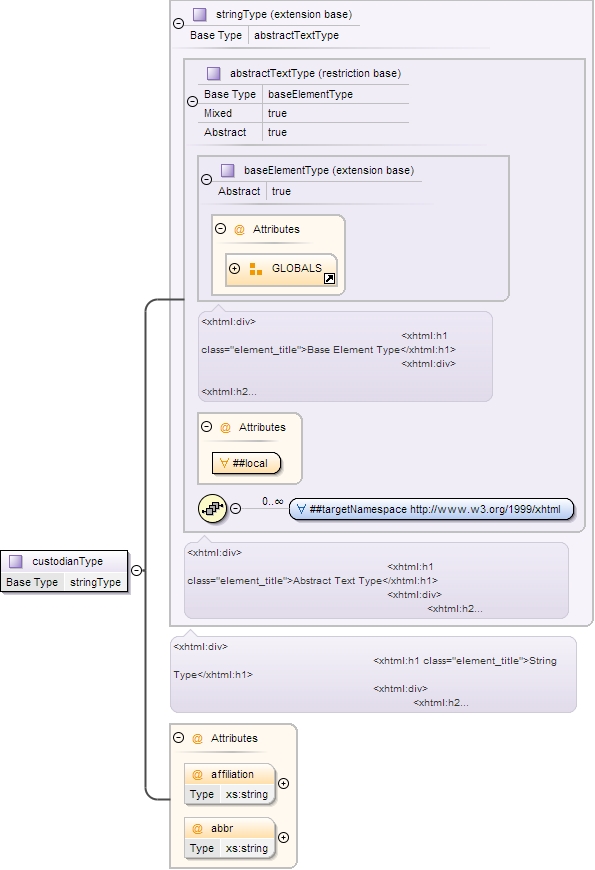 stringType (extension base)
Base Type abstractTextType
abstractTextType (restriction base)
Base Type baseElementType
Mixed true
Abstract true
baseElementType (extension base)
Abstract true
@ Attributes
GLOBALS
<xhtml:div>
<xhtml:h1
class="element_title">Base Element Type</xhtml:h1>
<xhtml:div>
<xhtml:h2...
@ Attributes
∀ ##local
0..∞
∀ ##targetNamespace http://www.w3.org/1999/xhtml
custodianType
Base Type stringType
<xhtml:div>
<xhtml:h1
class="element_title">Abstract Text Type</xhtml:h1>
<xhtml:div>
<xhtml:h2...
<xhtml:div>
<xhtml:h1 class="element_title">String
Type</xhtml:h1>
<xhtml:div>
<xhtml:h2...
@ Attributes
@ affiliation
Type xs:string
@ abbr
Type xs:string